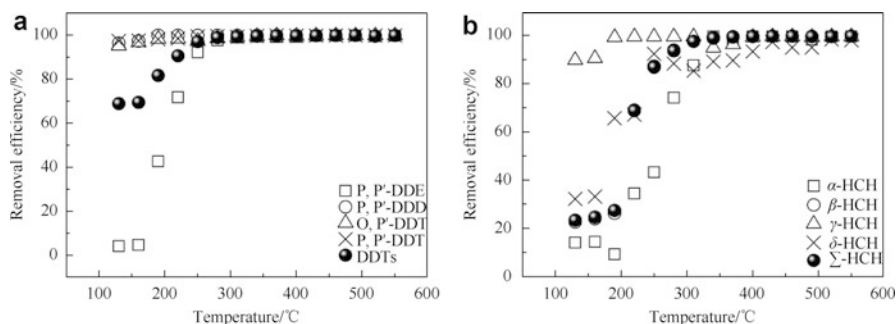 a
100
80
60
40
20
0
Removal efficiency/%
P, P'-DDE
P, P'-DDD
O, P'-DDT
P, P'-DDT
DDTs
100 200 300 400 500 600
Temperature/℃
b
100
80
60
40
20
0
Removal efficiency/%
α-HCH
β-HCH
γ-HCH
δ-HCH
∑-HCH
100 200 300 400 500 600
Temperature/℃